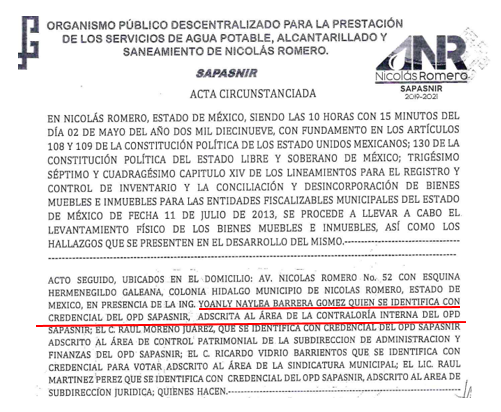 ORGANISMO PÚBLICO DESCENTRALIZADO PARA LA PRESTACIÓN
DE LOS SERVICIOS DE AGUA POTABLE, ALCANTARILLADO Y
SANEAMIENTO DE NICOLÁS ROMERO.
SAPASNIR
ANR
Nicolás Romero
SAPASNIR
2019-2021
ACTA CIRCUNSTANCIADA
EN NICOLÁS ROMERO, ESTADO DE MÉXICO, SIENDO LAS 10 HORAS CON 15 MINUTOS DEL
DÍA 02 DE MAYO DEL AÑO DOS MIL DIECINUEVE, CON FUNDAMENTO EN LOS ARTÍCULOS
108 Y 109 DE LA CONSTITUCIÓN POLÍTICA DE LOS ESTADO UNIDOS MEXICANOS; 130 DE LA
CONSTITUCIÓN POLÍTICA DEL ESTADO LIBRE Y SOBERANO DE MÉXICO; TRIGÉSIMO
SÉPTIMO Y CUADRAGÉSIMO CAPITULO XIV DE LOS LINEAMIENTOS PARA EL REGISTRO Y
CONTROL DE INVENTARIO Y LA CONCILIACIÓN Y DESINCORPORACIÓN DE BIENES
MUEBLES E INMUEBLES PARA LAS ENTIDADES FISCALIZABLES MUNICIPALES DEL ESTADO
DE MÉXICO DE FECHA 11 DE JULIO DE 2013, SE PROCEDE A LLEVAR A CABO EL
LEVANTAMIENTO FÍSICO DE LOS BIENES MUEBLES E INMUEBLES, ASÍ COMO LOS
HALLAZGOS QUE SE PRESENTEN EN EL DESARROLLO DEL MISMO.--------------------
ACTO SEGUIDO, UBICADOS EN EL DOMICILIO: AV. NICOLAS ROMERO No. 52 CON ESQUINA
HERMENEGILDO GALEANA, COLONIA HIDALGO MUNICIPIO DE NICOLAS ROMERO, ESTADO
DE MEXICO, EN PRESENCIA DE LA ING. YOANLY NAYLEA BARRERA GOMEZ QUIEN SE IDENTIFICA CON
CREDENCIAL DEL OPD SAPASNIR, ADSCRITA AL ÁREA DE LA CONTRALORÍA INTERNA DEL OPD
SAPASNIR; EL C. RAUL MORENO JUAREZ, QUE SE IDENTIFICA CON CREDENCIAL DEL OPD SAPASNIR
ADSCRITO AL ÁREA DE CONTROL PATRIMONIAL DE LA SUBDIRECCION DE ADMINISTRACION Y
FINANZAS DEL OPD SAPASNIR. EL C. RICARDO VIDRIO BARRIENTOS QUE SE IDENTIFICA CON
CREDENCIAL PARA VOTAR, ADSCRITO AL ÁREA DE LA SINDICATURA MUNICIPAL; EL LIC. RAUL
MARTINEZ PEREZ QUE SE IDENTIFICA CON CREDENCIAL DEL OPD SAPASNIR, ADSCRITO AL AREA DE
SUBDIRECCION JURIDICA; QUIENES HACEN.--------------------